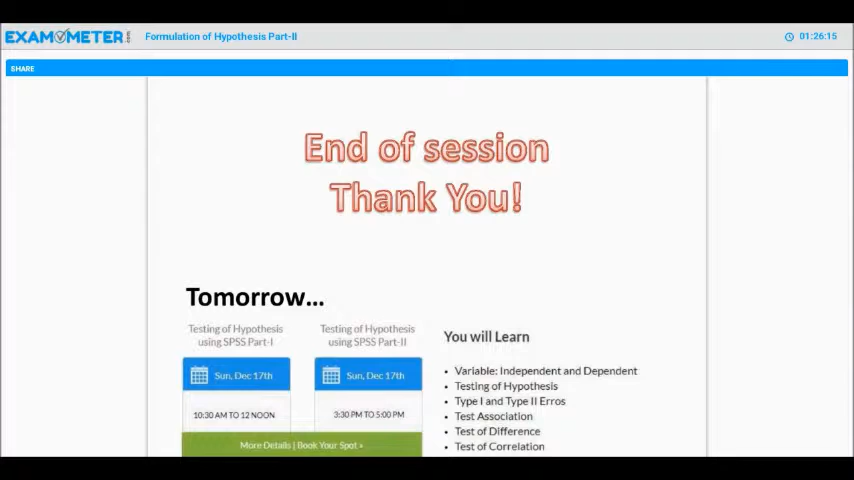 EXAMOMETER.com
Formulation of Hypothesis Part-II
01:26:15
SHARE
End of session
Thank You!
Tomorrow...
Testing of Hypothesis
using SPSS Part-I
Sun, Dec 17th
10:30 AM TO 12 NOON
Testing of Hypothesis
using SPSS Part-II
Sun, Dec 17th
3:30 PM TO 5:00 PM
More Details | Book Your Spot »
You will Learn
• Variable: Independent and Dependent
• Testing of Hypothesis
• Type I and Type II Erros
• Test Association
• Test of Difference
• Test of Correlation